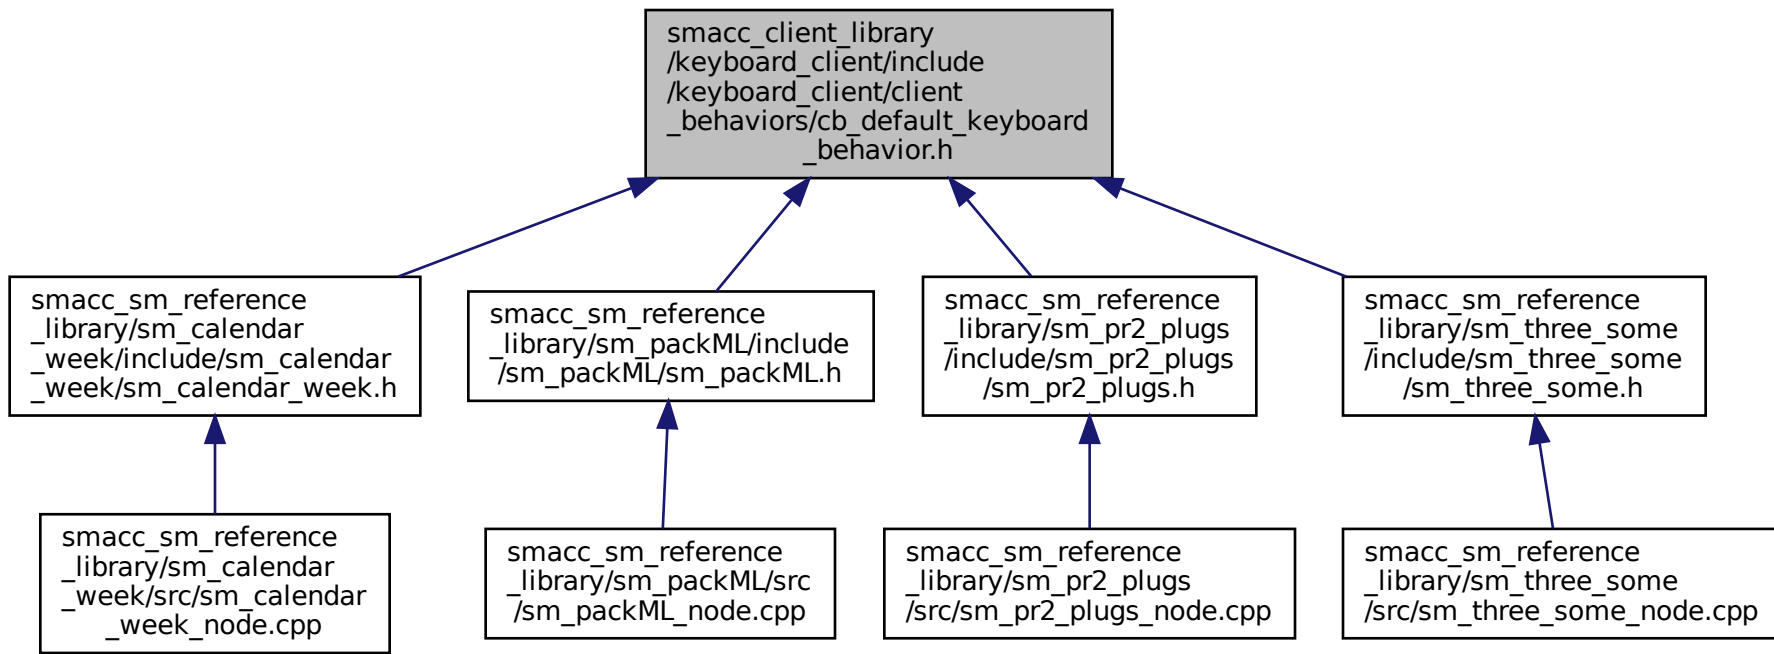 smacc_client_library
/keyboard_client/include
/keyboard_client/client
_behaviors/cb_default_keyboard
_behavior.h
smacc_sm_reference
_library/sm_calendar
_week/include/sm_calendar
_week/sm_calendar_week.h
smacc_sm_reference
_library/sm_packML/include
/sm_packML/sm_packML.h
smacc_sm_reference
_library/sm_pr2_plugs
/include/sm_pr2_plugs
/sm_pr2_plugs.h
smacc_sm_reference
_library/sm_three_some
/include/sm_three_some
/sm_three_some.h
smacc_sm_reference
_library/sm_calendar
_week/src/sm_calendar
_week_node.cpp
smacc_sm_reference
_library/sm_packML/src
/sm_packML_node.cpp
smacc_sm_reference
_library/sm_pr2_plugs
/src/sm_pr2_plugs_node.cpp
smacc_sm_reference
_library/sm_three_some
/src/sm_three_some_node.cpp